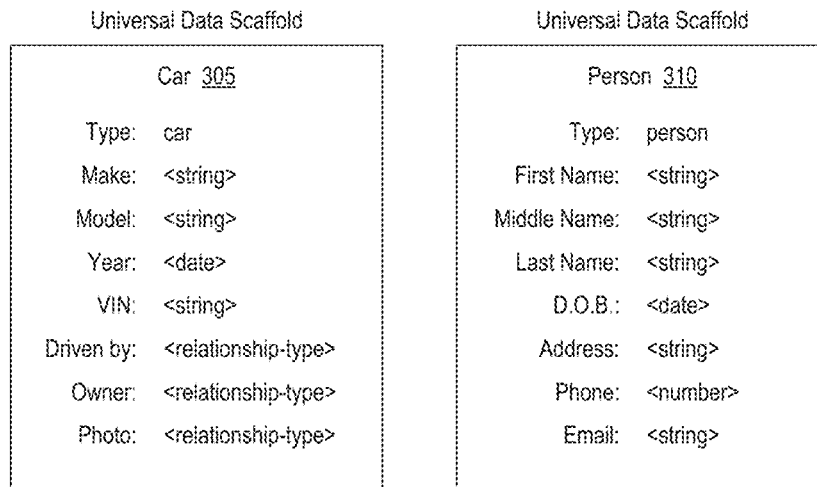 Universal Data Scaffold
Car 305
Type: car
Make: <string>
Model: <string>
Year: <date>
VIN: <string>
Driven by: <relationship-type>
Owner: <relationship-type>
Photo: <relationship-type>
Universal Data Scaffold
Person 310
Type: person
First Name: <string>
Middle Name: <string>
Last Name: <string>
D.O.B.: <date>
Address: <string>
Phone: <number>
Email: <string>